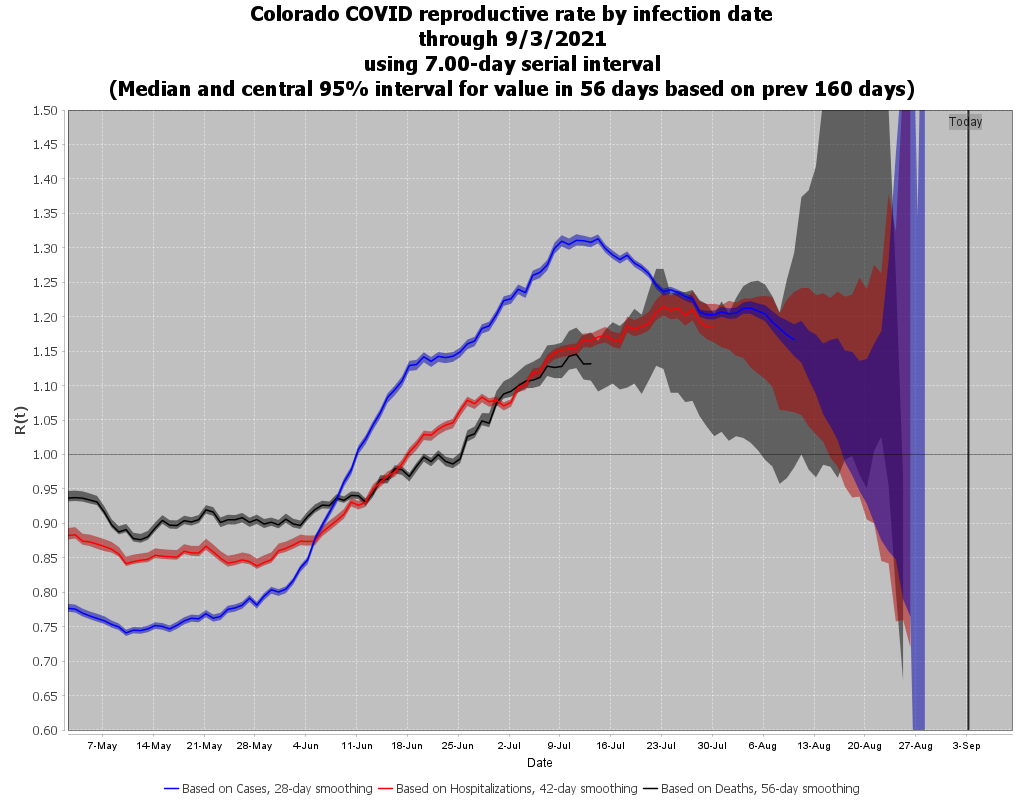 Colorado COVID reproductive rate by infection date
through 9/3/2021
using 7.00-day serial interval
(Median and central 95% interval for value in 56 days based on prev 160 days)
Today
1.50
1.45
1.40
1.35
1.30
1.25
1.20
1.15
1.10
1.05
1.00
0.95
0.90
0.85
0.80
0.75
0.70
0.65
0.60
R(t)
7-May 14-May 21-May 28-May 4-Jun 11-Jun 18-Jun 25-Jun 2-Jul 9-Jul 16-Jul 23-Jul 30-Jul 6-Aug 13-Aug 20-Aug 27-Aug 3-Sep
Date
Based on Cases, 28-day smoothing Based on Hospitalizations, 42-day smoothing Based on Deaths, 56-day smoothing